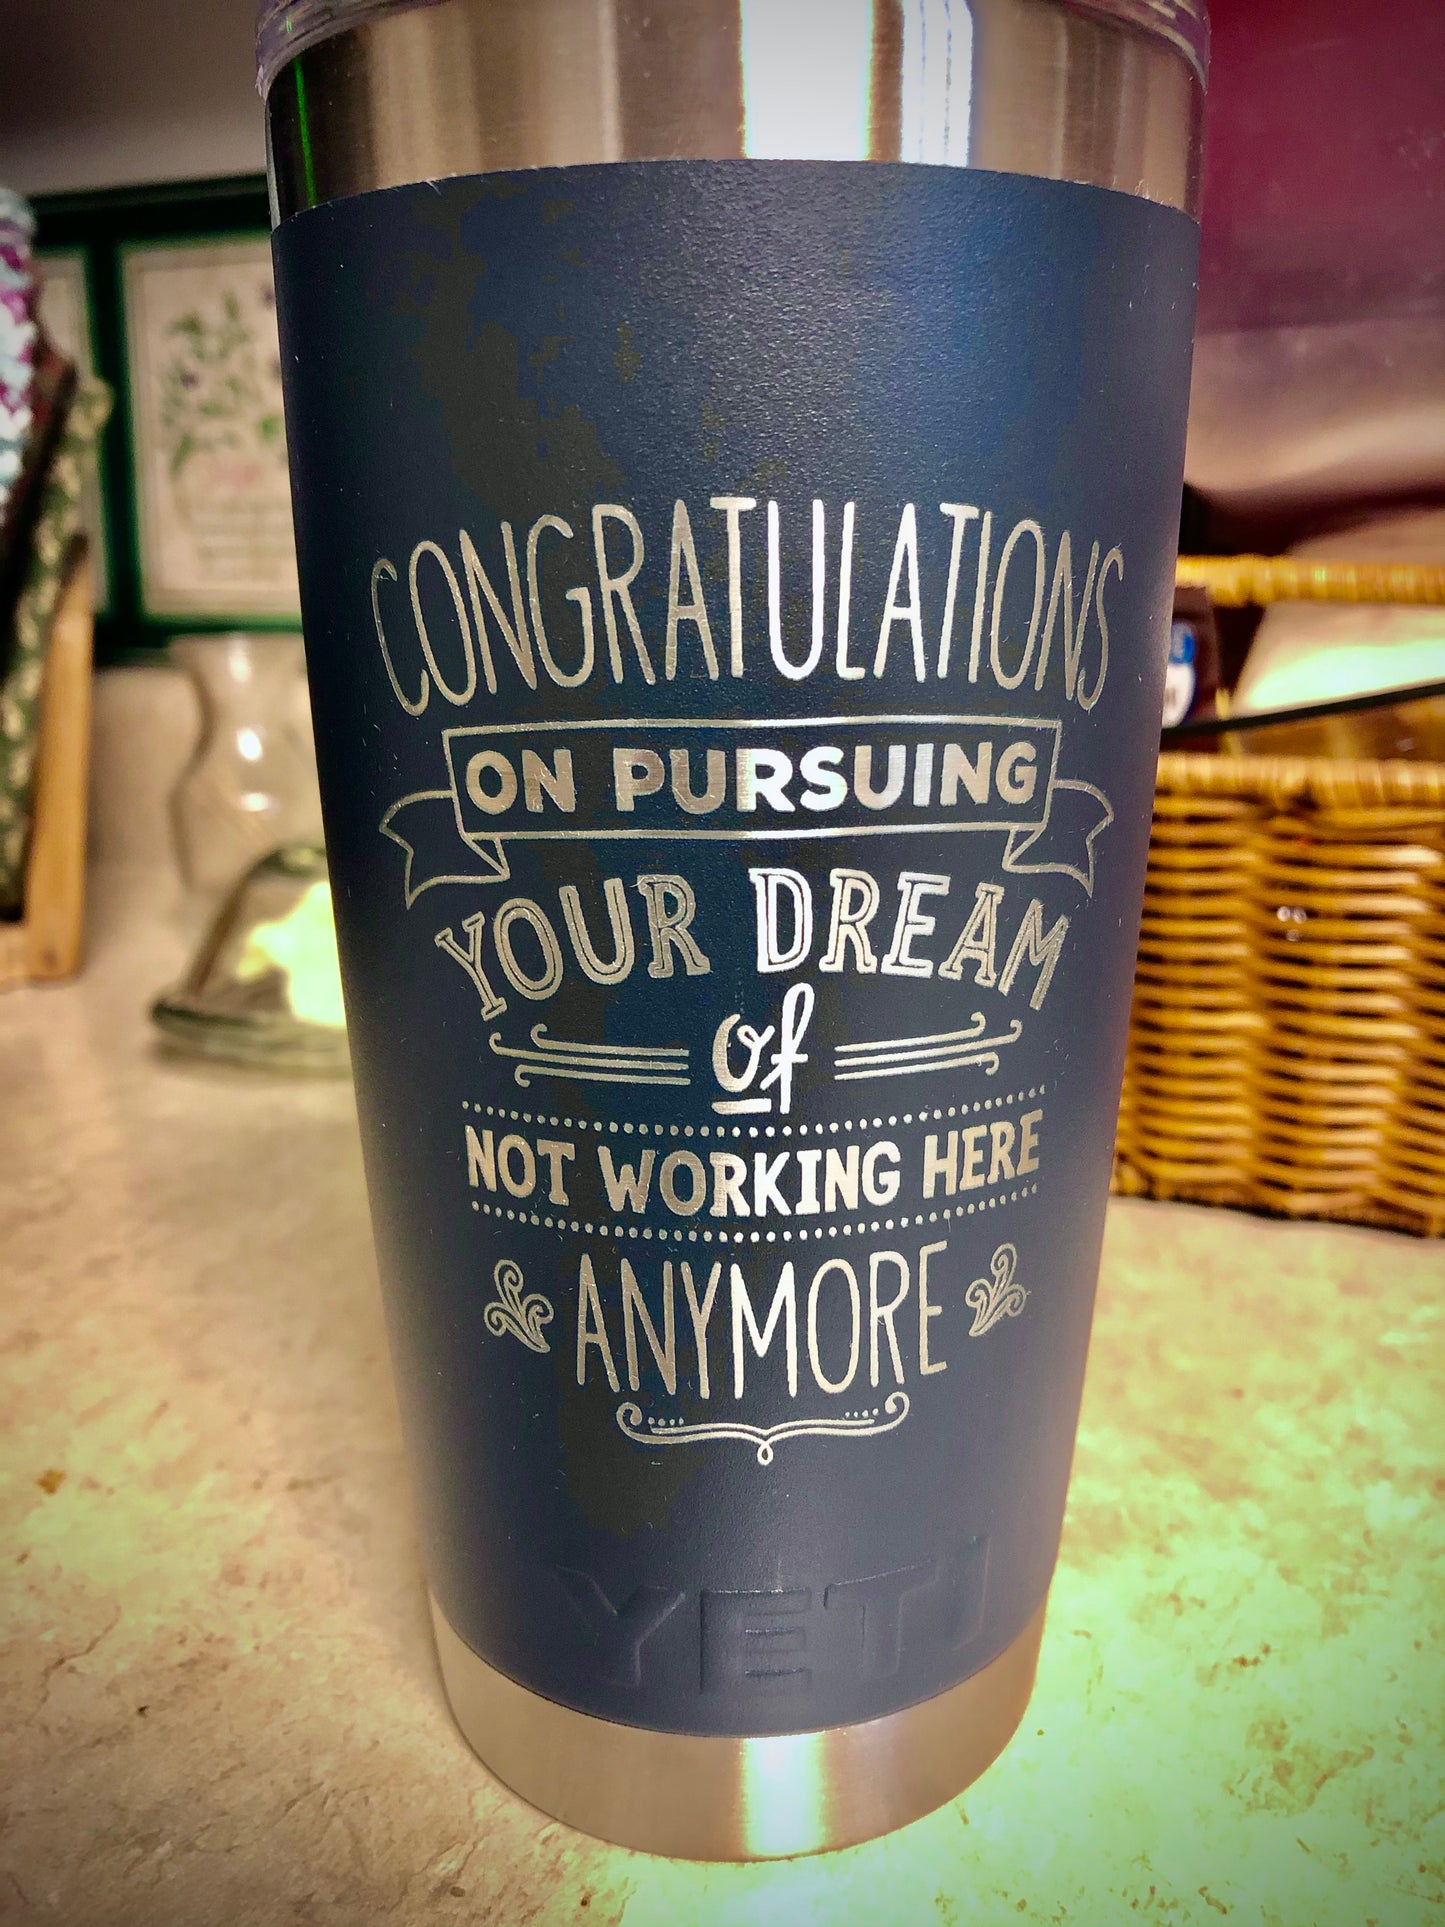 CONGRATULATIONS
ON PURSUING
YOUR DREAM
of
NOT WORKING HERE
ANYMORE
YETI